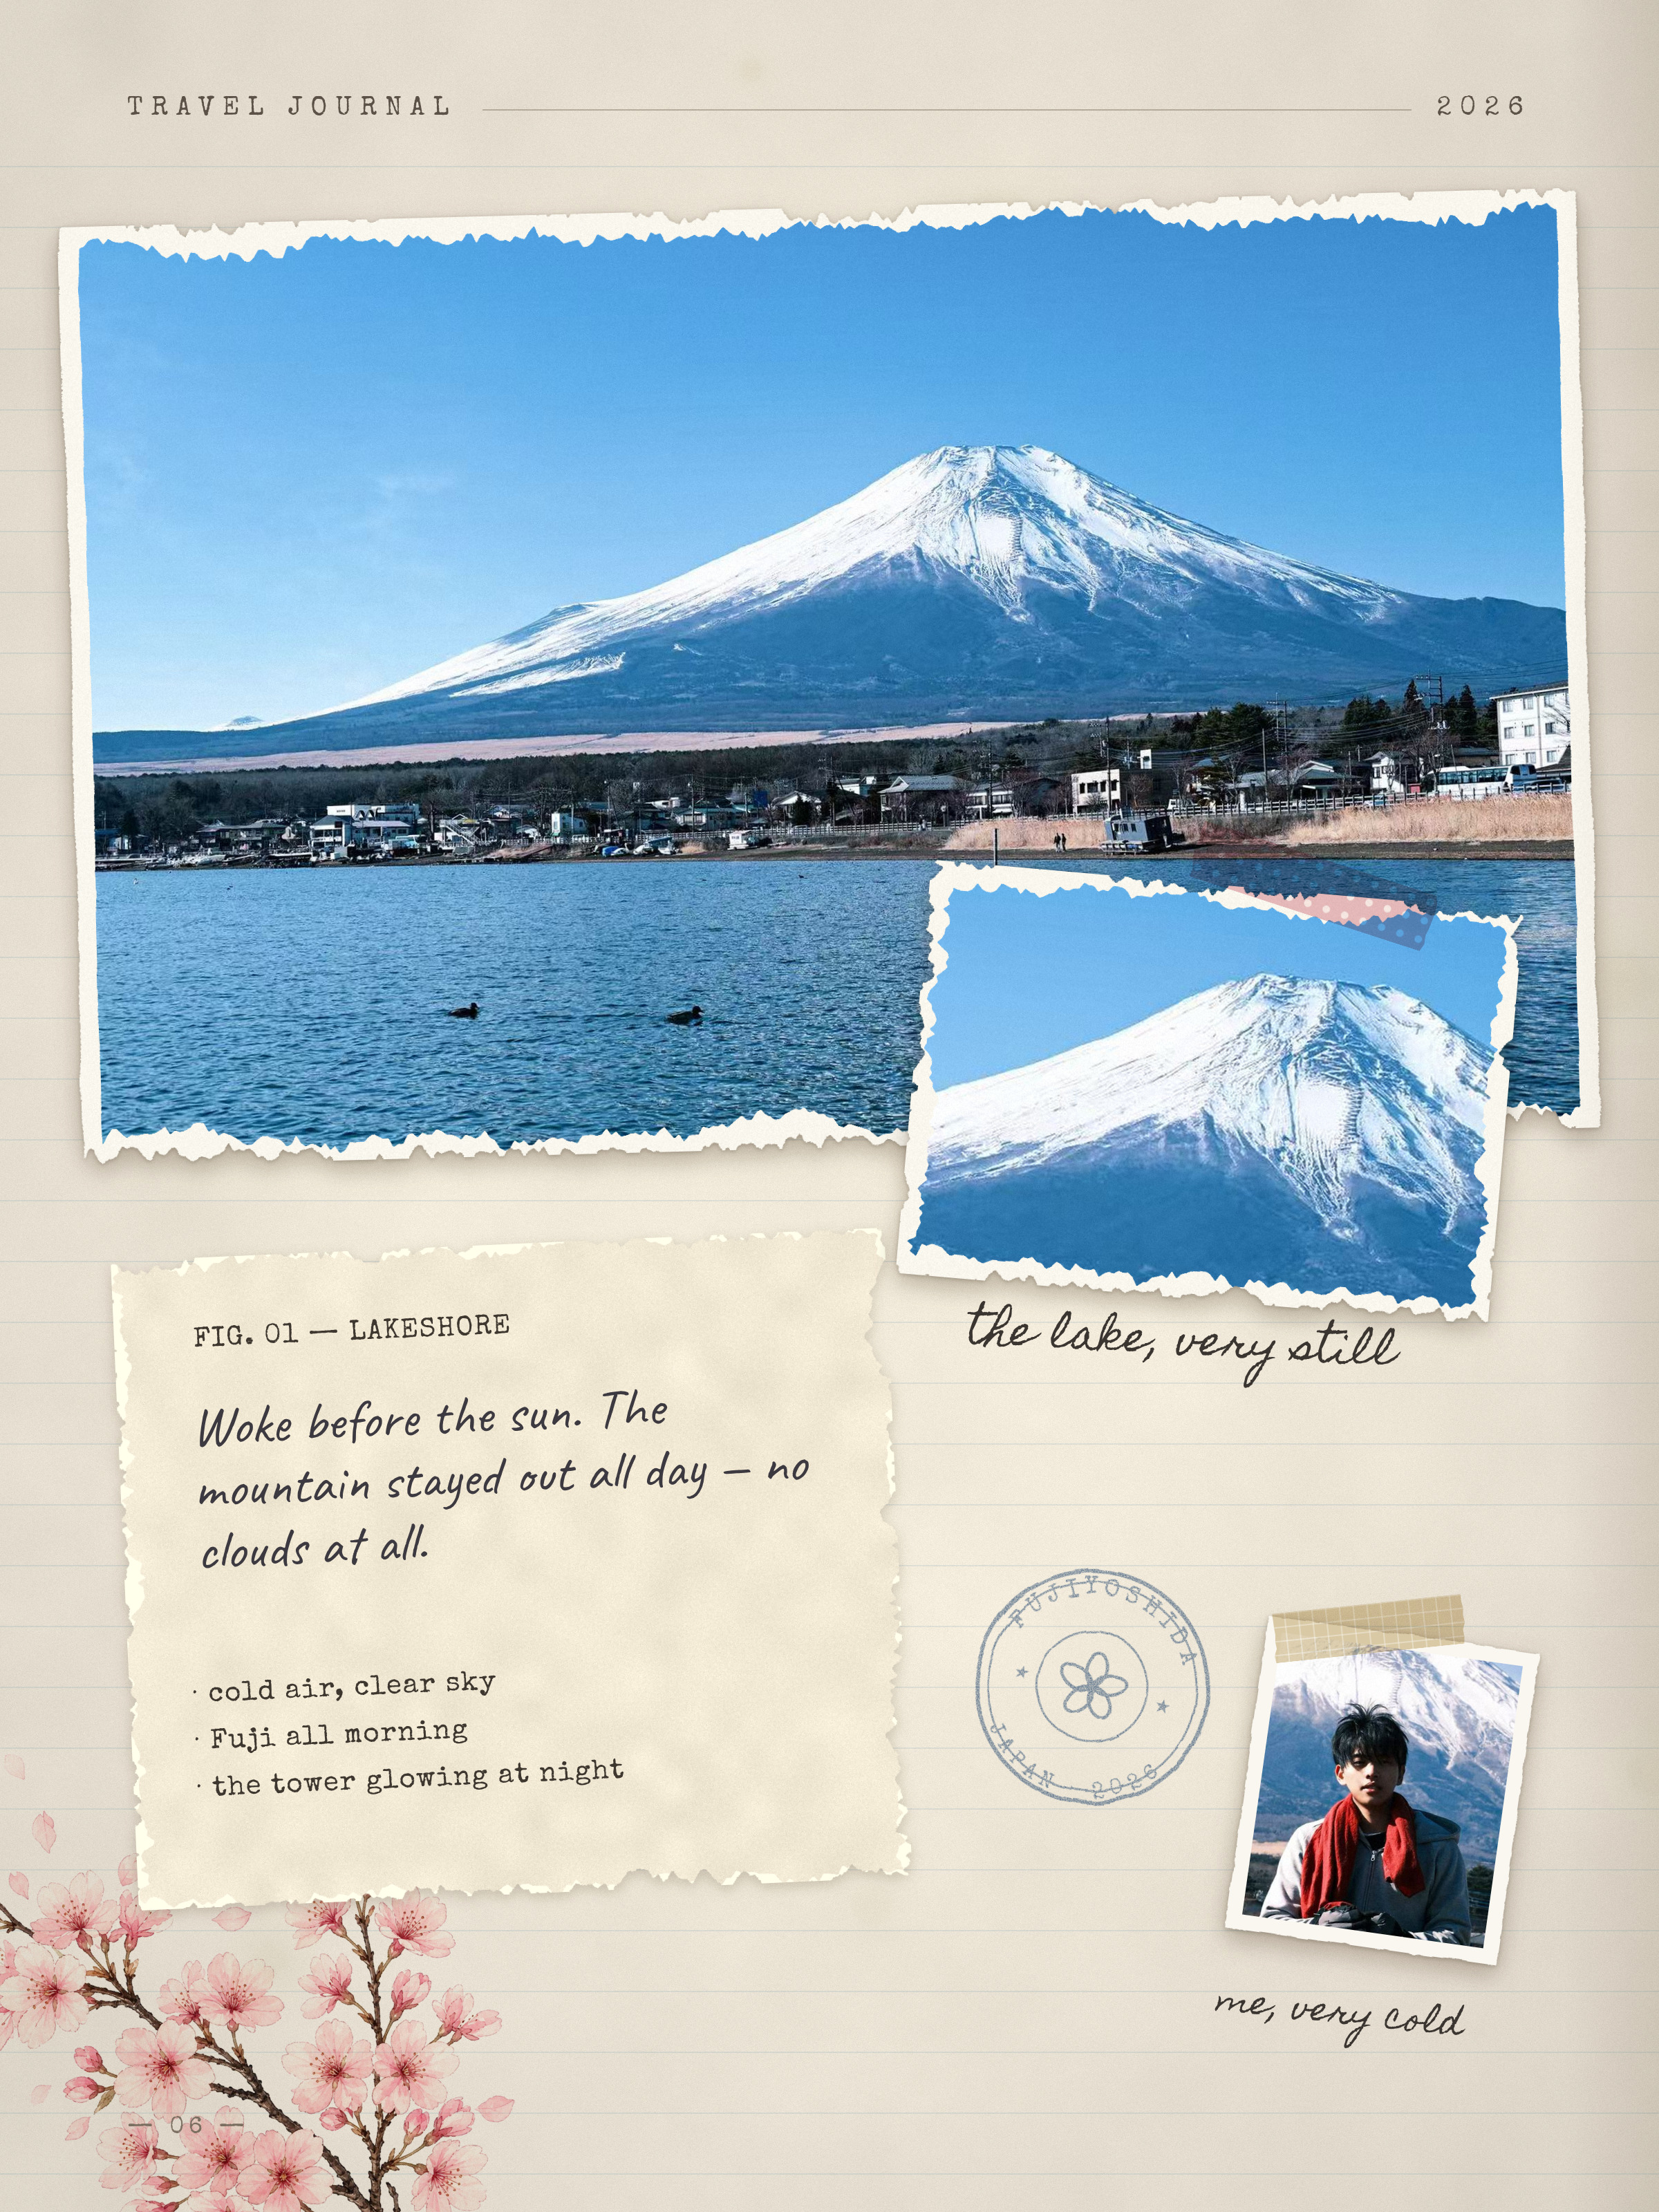 TRAVEL JOURNAL
2026
the lake, very still
FIG. 01 — LAKESHORE
Woke before the sun. The
mountain stayed out all day – no
clouds at all.
· cold air, clear sky
· Fuji all morning
· the tower glowing at night
FUJIYOSHIDA
JAPAN 2026
me, very cold
— 06 —